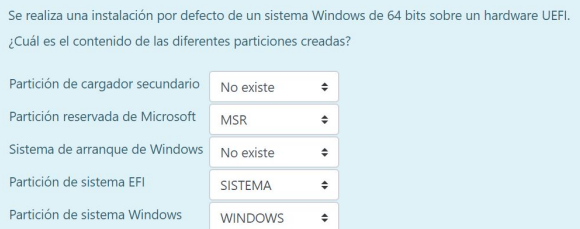 Se realiza una instalación por defecto de un sistema Windows de 64 bits sobre un hardware UEFI.
¿Cuál es el contenido de las diferentes particiones creadas?
Partición de cargador secundario No existe
Partición reservada de Microsoft MSR
Sistema de arranque de Windows No existe
Partición de sistema EFI SISTEMA
Partición de sistema Windows WINDOWS